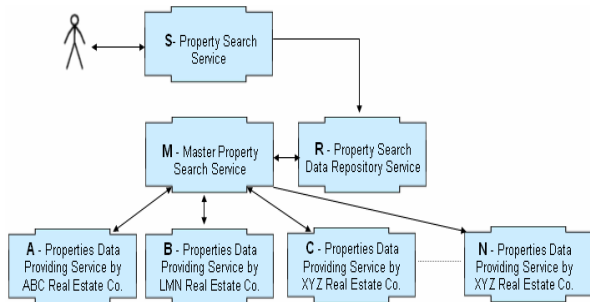 S- Property Search
Service
M - Master Property
Search Service
R - Property Search
Data Repository Service
A - Properties Data
Providing Service by
ABC Real Estate Co.
B - Properties Data
Providing Service by
LMN Real Estate Co.
C - Properties Data
Providing Service by
XYZ Real Estate Co.
N - Properties Data
Providing Service by
XYZ Real Estate Co.